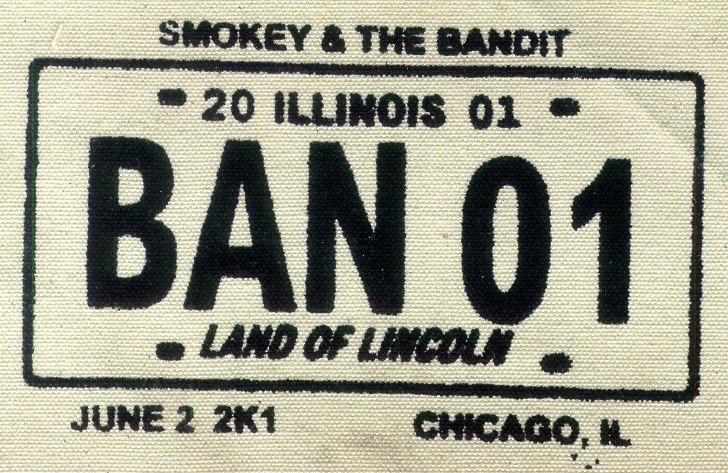 SMOKEY & THE BANDIT
20 ILLINOIS 01
BAN 01
LAND OF LINCOLN
JUNE 2 2K1 CHICAGO, IL